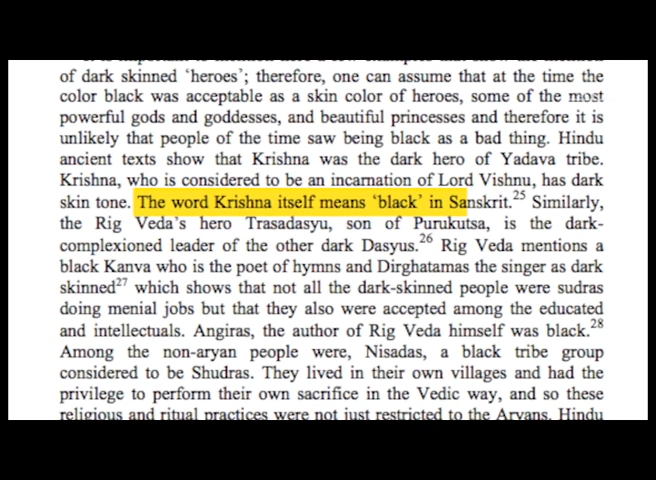 of dark skinned ‘heroes’; therefore, one can assume that at the time the
color black was acceptable as a skin color of heroes, some of the most
powerful gods and goddesses, and beautiful princesses and therefore it is
unlikely that people of the time saw being black as a bad thing. Hindu
ancient texts show that Krishna was the dark hero of Yadava tribe.
Krishna, who is considered to be an incarnation of Lord Vishnu, has dark
skin tone. The word Krishna itself means ‘black’ in Sanskrit.25 Similarly,
the Rig Veda’s hero Trasadasyu, son of Purukutsa, is the dark-
complexioned leader of the other dark Dasyus.26 Rig Veda mentions a
black Kanva who is the poet of hymns and Dirghatamas the singer as dark
skinned27 which shows that not all the dark-skinned people were sudras
doing menial jobs but that they also were accepted among the educated
and intellectuals. Angiras, the author of Rig Veda himself was black.28
Among the non-aryan people were, Nisadas, a black tribe group
considered to be Shudras. They lived in their own villages and had the
privilege to perform their own sacrifice in the Vedic way, and so these
religious and ritual practices were not just restricted to the Aryans. Hindu